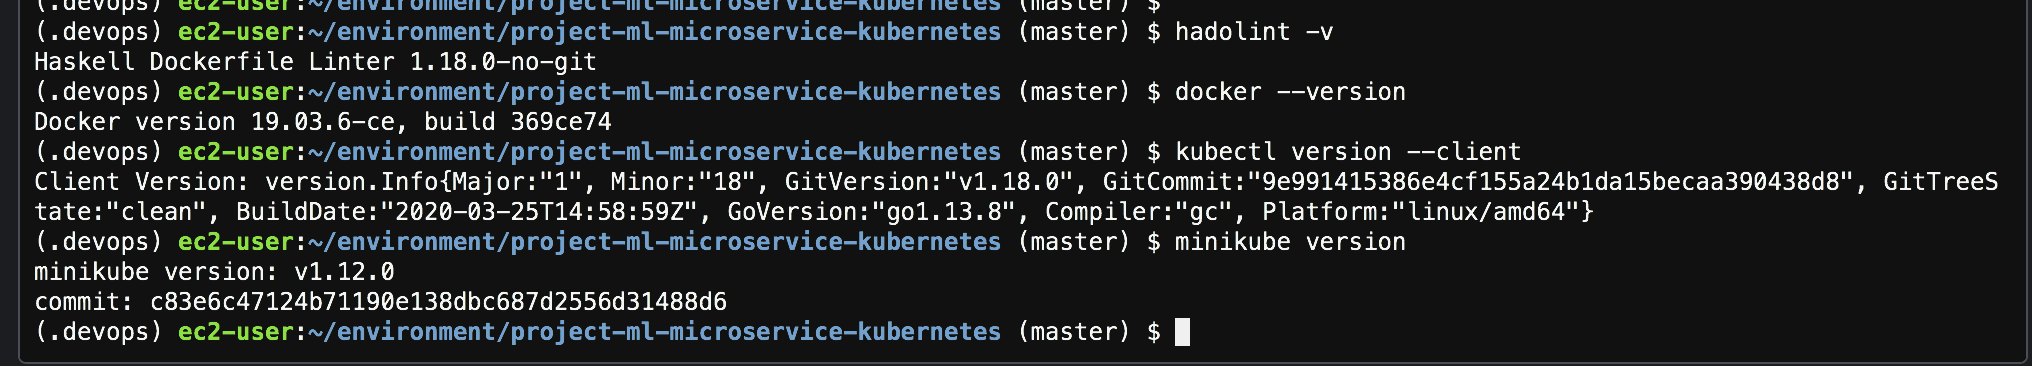 (.devops) ec2-user:~/environment/project-ml-microservice-kubernetes (master) $
(.devops) ec2-user:~/environment/project-ml-microservice-kubernetes (master) $ hadolint -v
Haskell Dockerfile Linter 1.18.0-no-git
(.devops) ec2-user:~/environment/project-ml-microservice-kubernetes (master) $ docker --version
Docker version 19.03.6-ce, build 369ce74
(.devops) ec2-user:~/environment/project-ml-microservice-kubernetes (master) $ kubectl version --client
Client Version: version.Info{Major:"1", Minor:"18", GitVersion:"v1.18.0", GitCommit:"9e991415386e4cf155a24b1da15becaa390438d8", GitTreeS
tate:"clean", BuildDate:"2020-03-25T14:58:59Z", GoVersion:"go1.13.8", Compiler:"gc", Platform:"linux/amd64"}
(.devops) ec2-user:~/environment/project-ml-microservice-kubernetes (master) $ minikube version
minikube version: v1.12.0
commit: c83e6c47124b71190e138dbc687d2556d31488d6
(.devops) ec2-user:~/environment/project-ml-microservice-kubernetes (master) $